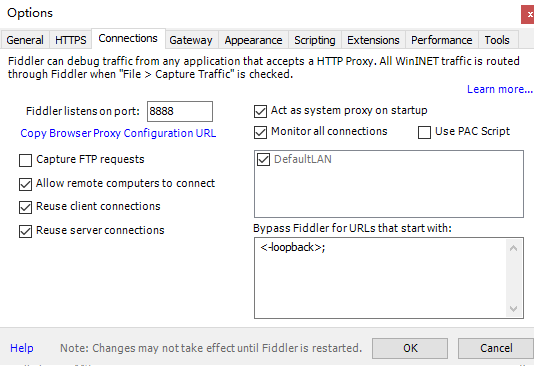 Options
General HTTPS Connections Gateway Appearance Scripting Extensions Performance Tools
Fiddler can debug traffic from any application that accepts a HTTP Proxy. All WinINET traffic is routed
through Fiddler when "File > Capture Traffic" is checked.
Learn more...
Fiddler listens on port: 8888
Copy Browser Proxy Configuration URL
Capture FTP requests
Allow remote computers to connect
Reuse client connections
Reuse server connections
Act as system proxy on startup
Monitor all connections Use PAC Script
DefaultLAN
Bypass Fiddler for URLs that start with:
<-loopback>;
Help Note: Changes may not take effect until Fiddler is restarted. OK Cancel